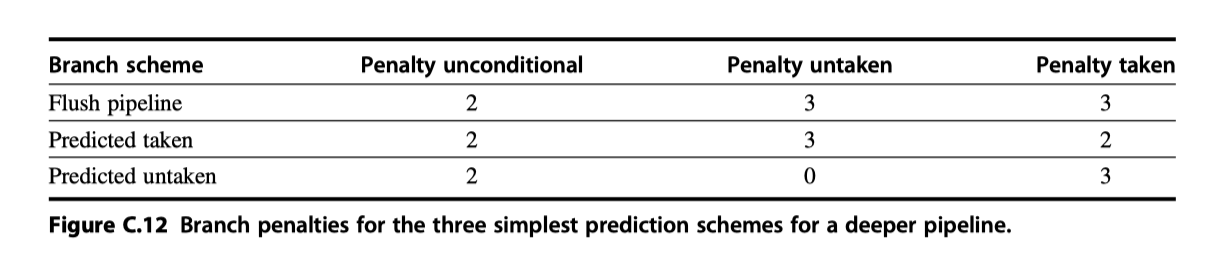 Branch scheme Penalty unconditional Penalty untaken Penalty taken
Flush pipeline 2 3 3
Predicted taken 2 3 2
Predicted untaken 2 0 3
Figure C.12 Branch penalties for the three simplest prediction schemes for a deeper pipeline.